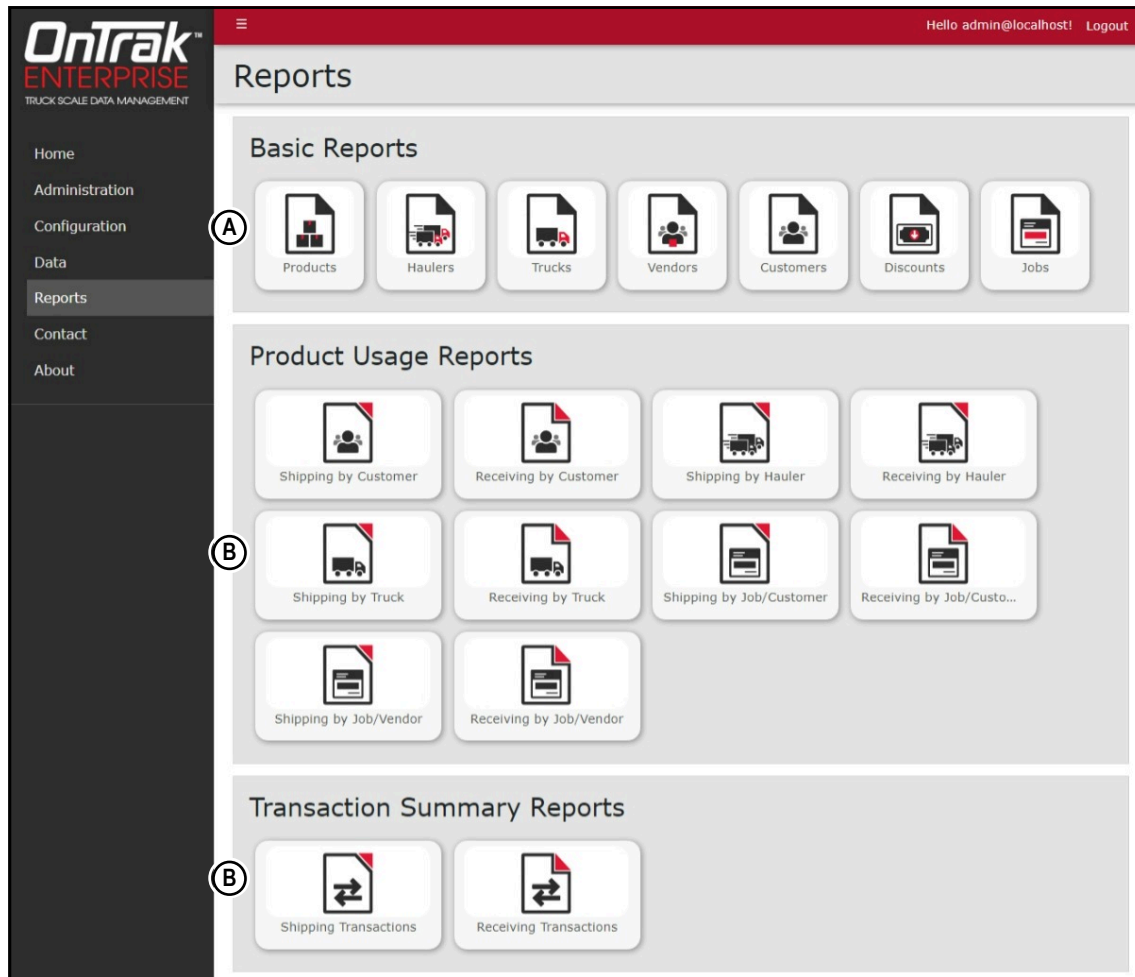 OnTrak™
ENTERPRISE
TRUCK SCALE DATA MANAGEMENT
☰ Hello admin@localhost! Logout
Reports
Home
Administration
Configuration
Data
Reports
Contact
About
Basic Reports
A
Products Haulers Trucks Vendors Customers Discounts Jobs
Product Usage Reports
Shipping by Customer Receiving by Customer Shipping by Hauler Receiving by Hauler
B
Shipping by Truck Receiving by Truck Shipping by Job/Customer Receiving by Job/Custo...
Shipping by Job/Vendor Receiving by Job/Vendor
Transaction Summary Reports
B
Shipping Transactions Receiving Transactions